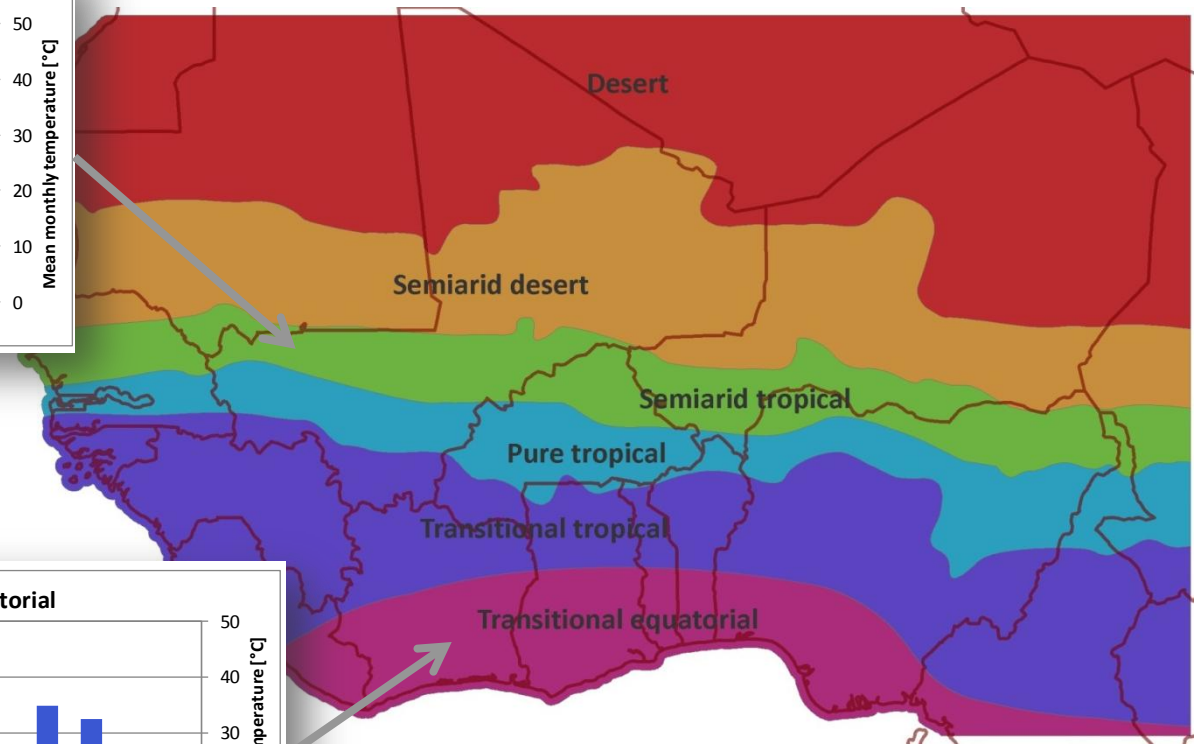 50
40
30
20
10
0
Mean monthly temperature [°C]
Desert
Semiarid desert
Semiarid tropical
Pure tropical
Transitional tropical
Transitional equatorial
torial
50
40
30
mperature [°C]